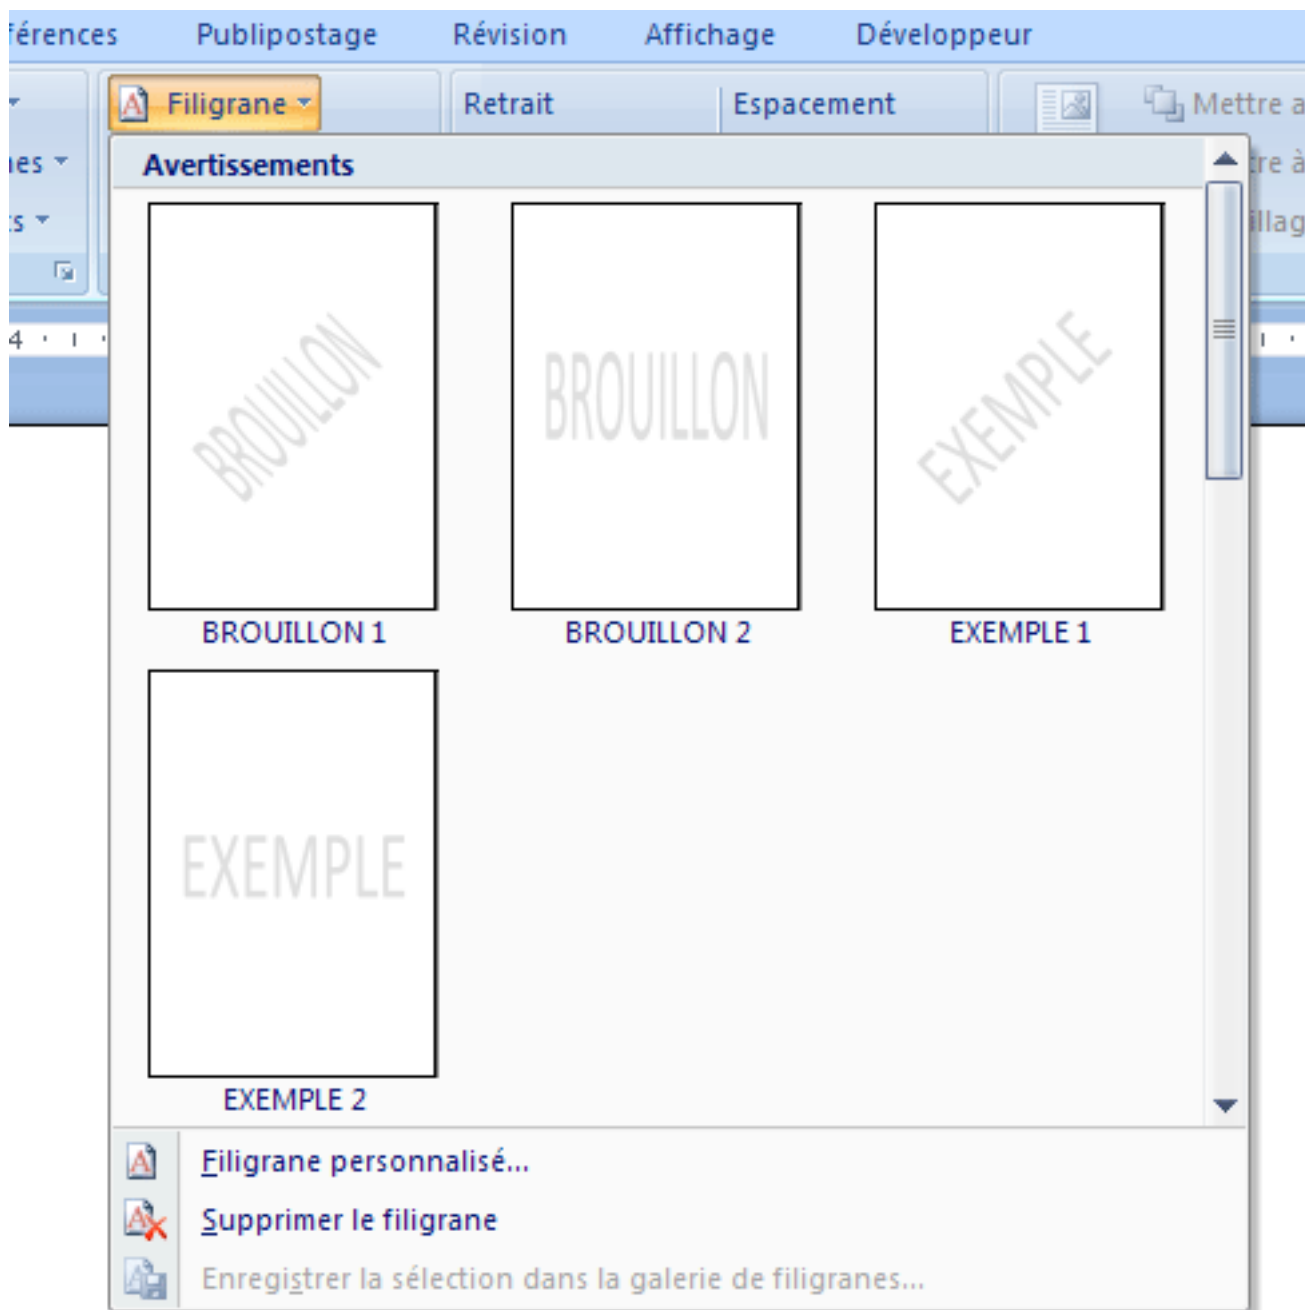 Publipostage Révision Affichage Développeur
Filigrane Retrait Espacement Mettre
Avertissements
BROUILLON BROUILLON EXEMPLE
BROUILLON 1 BROUILLON 2 EXEMPLE 1
EXEMPLE
EXEMPLE 2
Filigrane personnalisé...
Supprimer le filigrane
Enregistrer la sélection dans la galerie de filigranes...